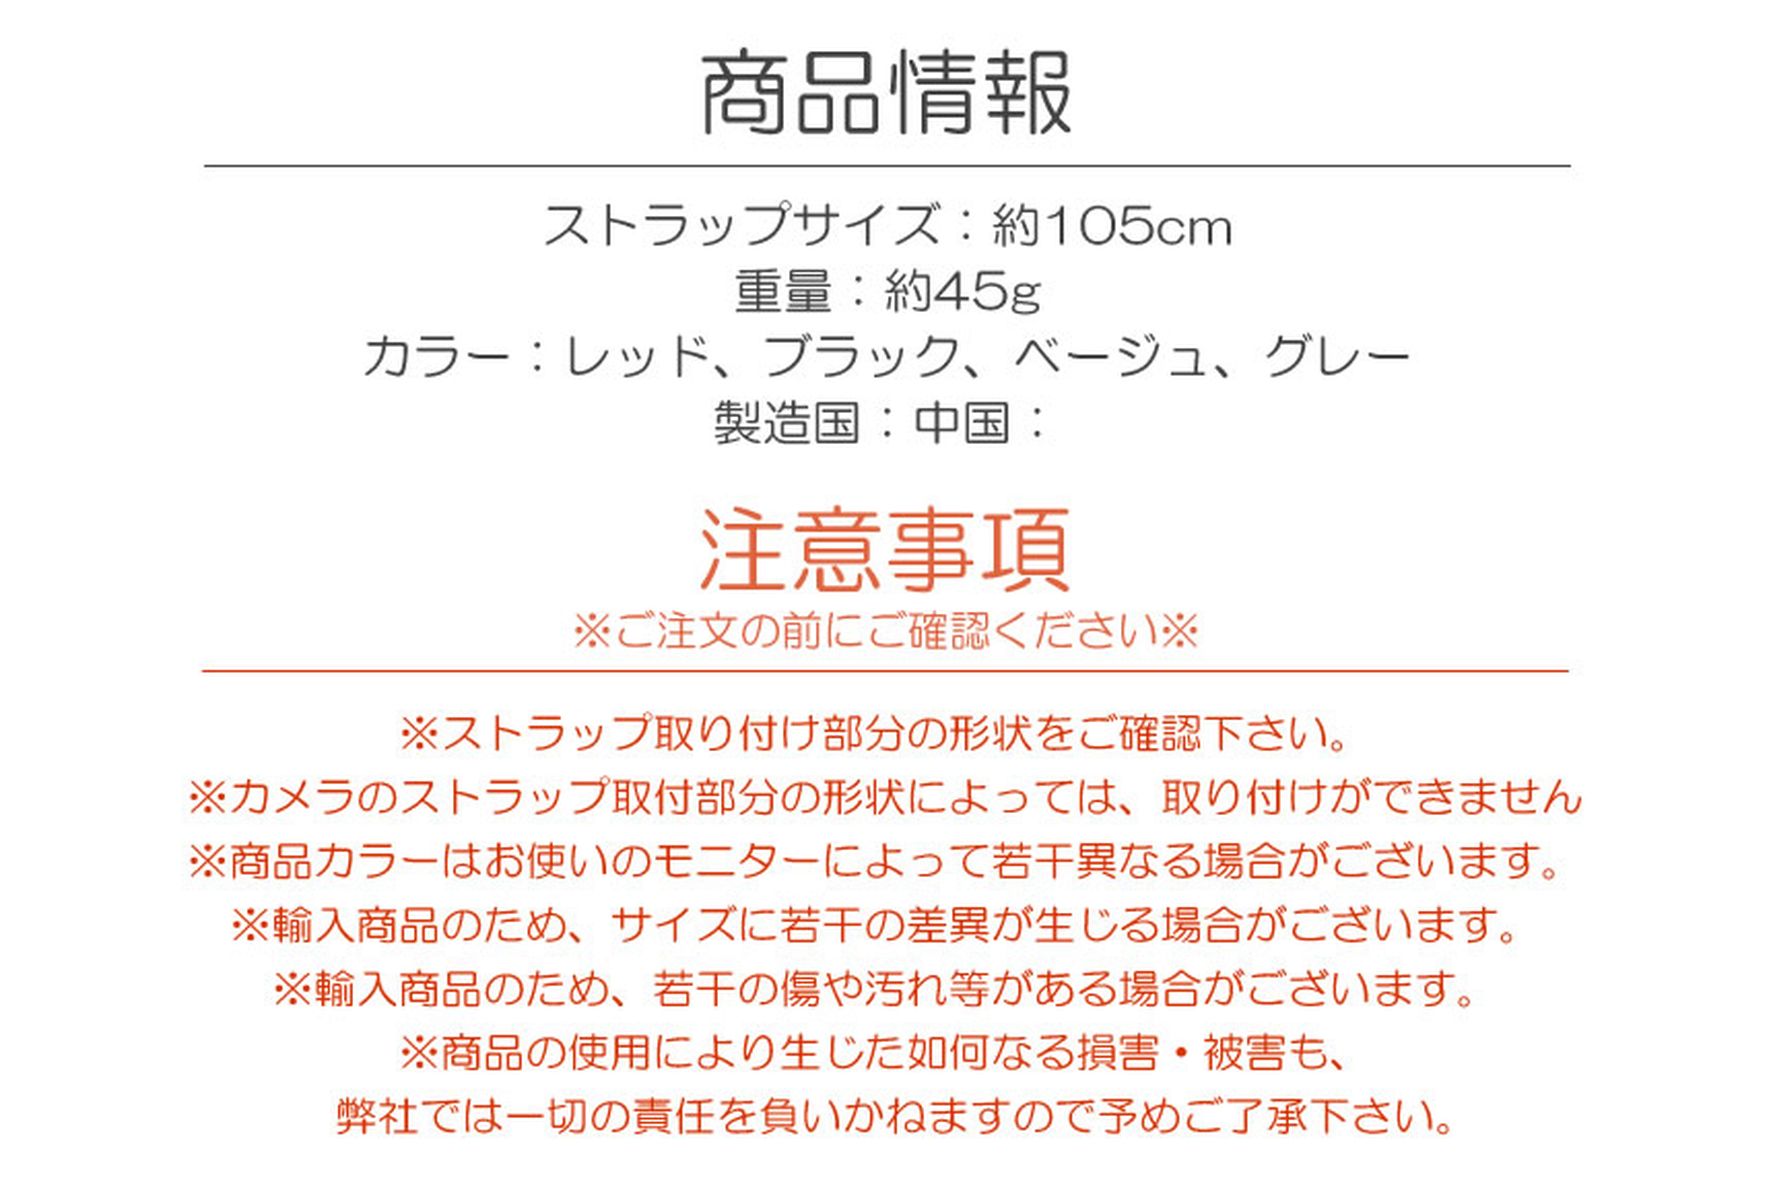 商品情報
ストラップサイズ：約105cm
重量：約45g
カラー：レッド、ブラック、ベージュ、グレー
製造国：中国：
注意事項
※ご注文の前にご確認ください※
※ストラップ取り付け部分の形状をご確認下さい。
※カメラのストラップ取付部分の形状によっては、取り付けができません
※商品カラーはお使いのモニターによって若干異なる場合がございます。
※輸入商品のため、サイズに若干の差異が生じる場合がございます。
※輸入商品のため、若干の傷や汚れ等がある場合がございます。
※商品の使用により生じた如何なる損害・被害も、
弊社では一切の責任を負いかねますので予めご了承下さい。